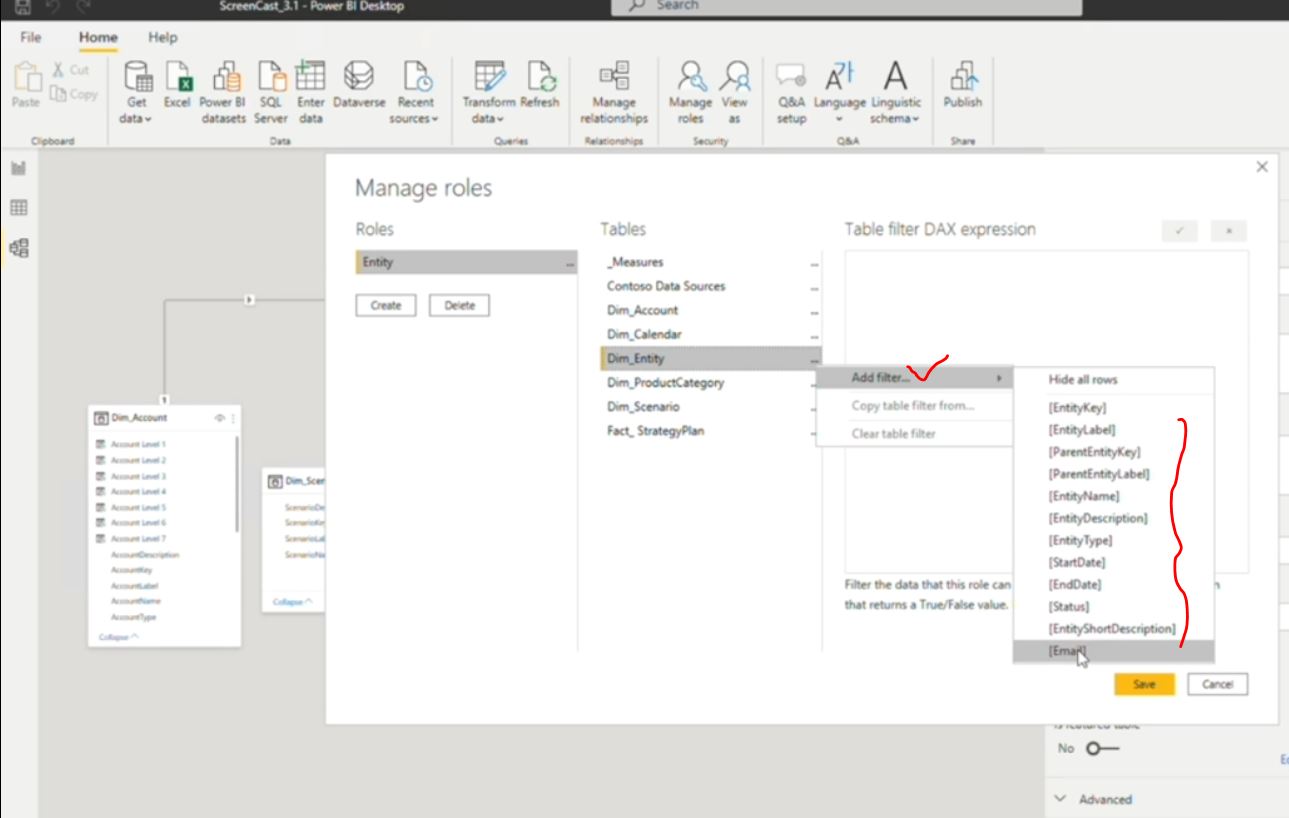 ScreenCast_3.1 - Power BI Desktop
Search
File Home Help
Paste
Cut
Copy
Get data
Excel
Power BI datasets
SQL Server
Enter data
Dataverse
Recent sources
Transform data
Refresh
Manage relationships
Manage roles
View as
Q&A setup
Language
Linguistic schema
Publish
Clipboard
Data
Queries
Relationships
Security
Q&A
Share
Manage roles
Roles
Entity
...
Create
Delete
Tables
_Measures
Contoso Data Sources
Dim_Account
Dim_Calendar
Dim_Entity
Dim_ProductCategory
Dim_Scenario
Fact_ StrategyPlan
Table filter DAX expression
Add filter...
Copy table filter from...
Clear table filter
Hide all rows
[EntityKey]
[EntityLabel]
[ParentEntityKey]
[ParentEntityLabel]
[EntityName]
[EntityDescription]
[EntityType]
[StartDate]
[EndDate]
[Status]
[EntityShortDescription]
[Email]
Filter the data that this role can
that returns a True/False value.
Save
Cancel
1
Dim_Account
Account Level 1
Account Level 2
Account Level 3
Account Level 4
Account Level 5
Account Level 6
Account Level 7
AccountDescription
AccountKey
AccountLabel
AccountName
AccountType
Collapse
Dim_Scen
ScenarioDe
ScenarioKe
ScenarioLa
ScenarioNa
Collapse
Is featured table
No
Advanced